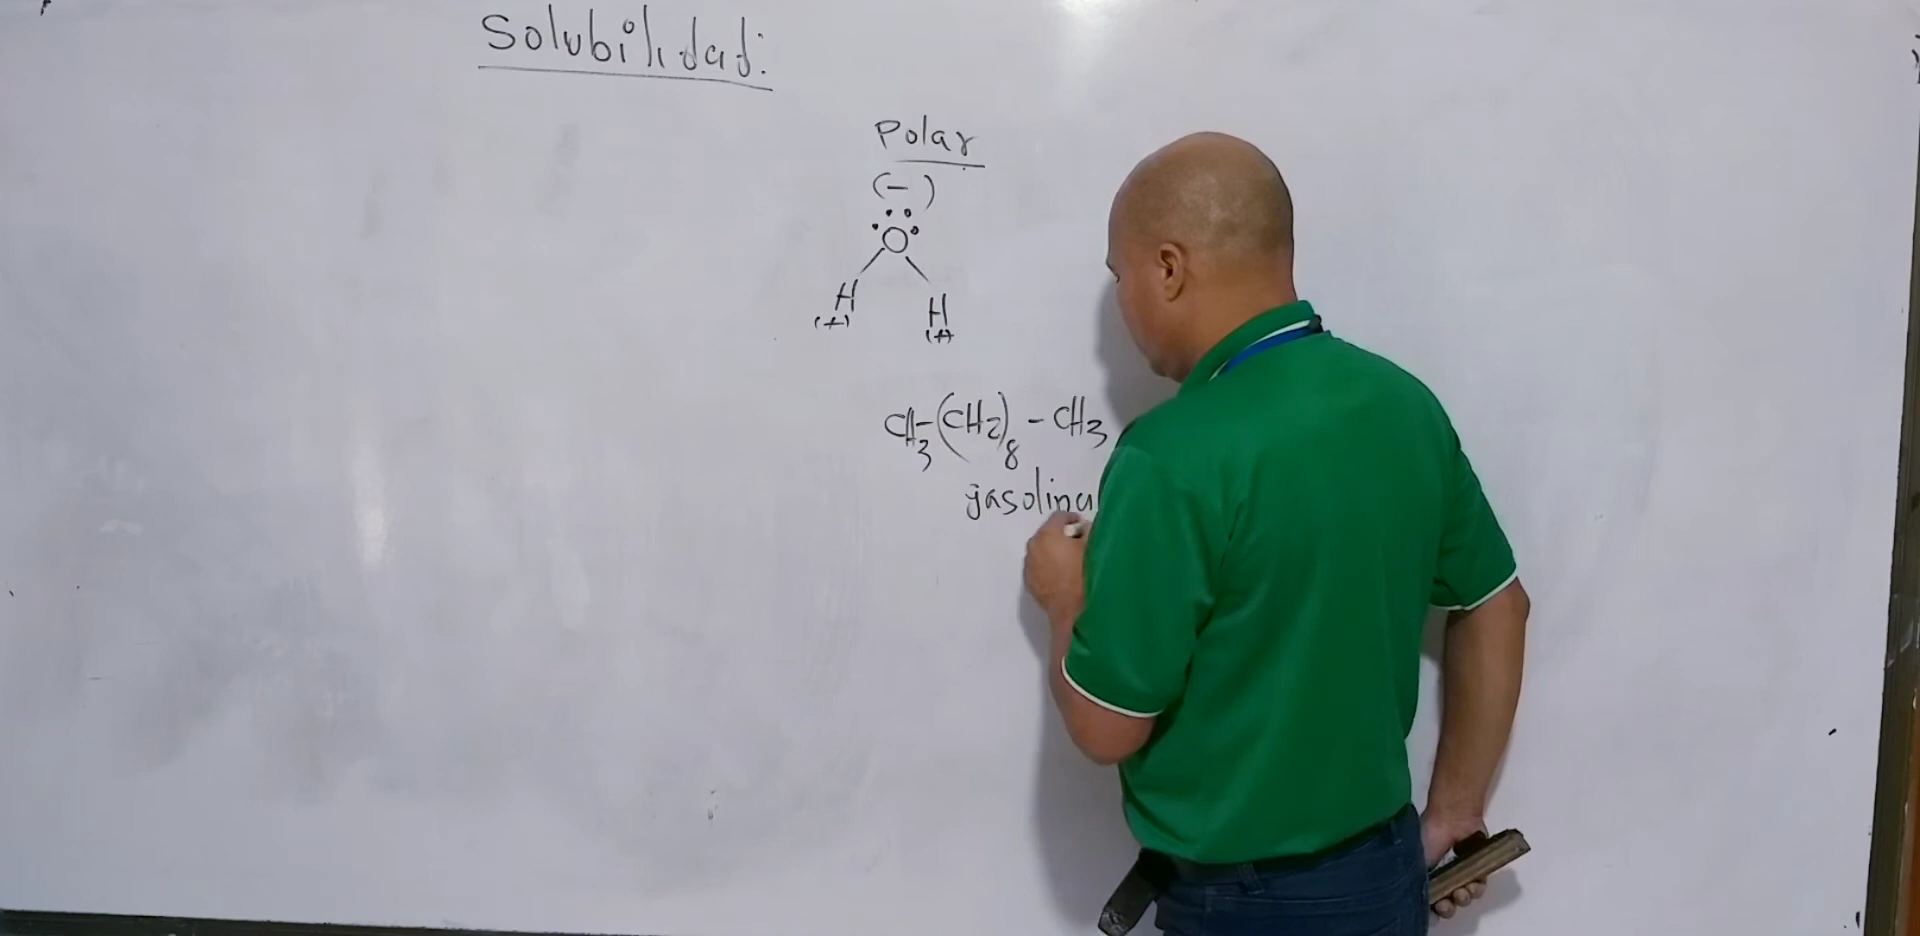 Solubilidad:
Polar
(-)
O
H H
(+) (+)
CH3-(CH2)8-CH3
gasolina